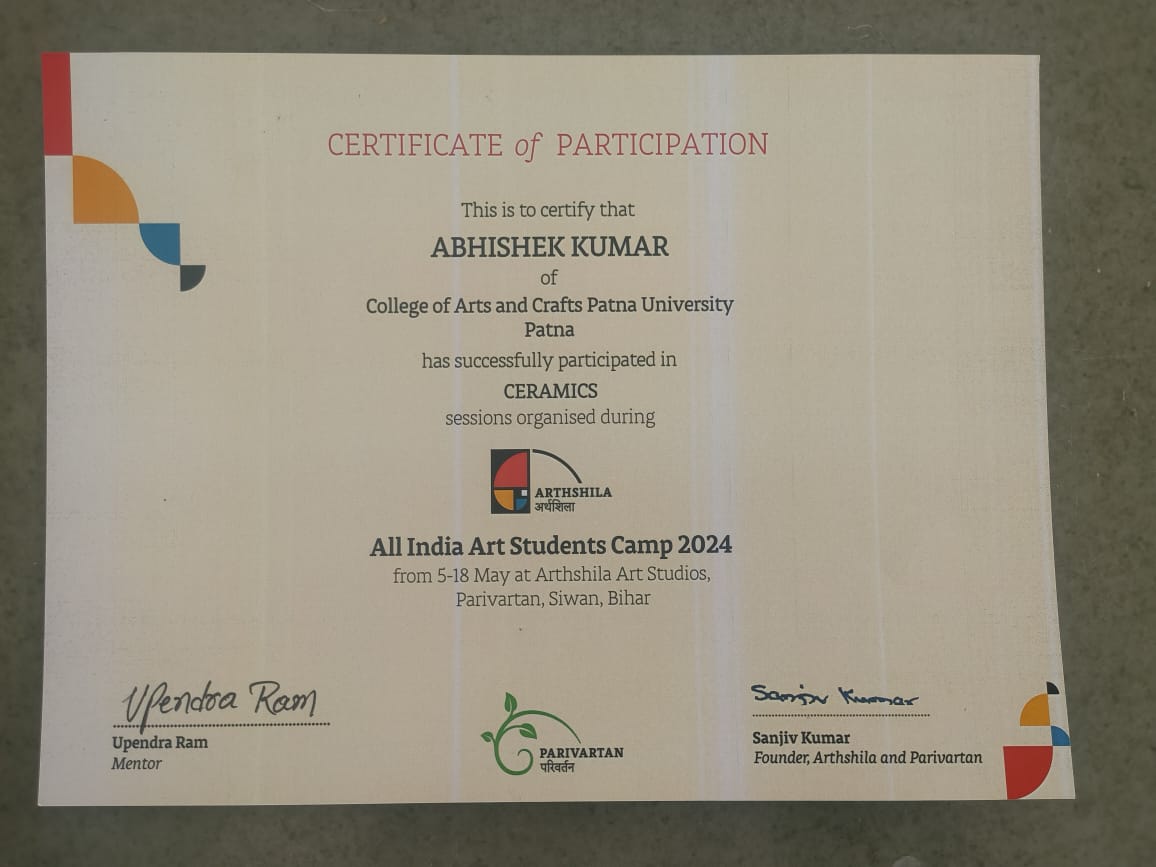 CERTIFICATE of PARTICIPATION
This is to certify that
ABHISHEK KUMAR
of
College of Arts and Crafts Patna University
Patna
has successfully participated in
CERAMICS
sessions organised during
ARTHSHILA
अर्थशिला
All India Art Students Camp 2024
from 5-18 May at Arthshila Art Studios,
Parivartan, Siwan, Bihar
Upendra Ram
Upendra Ram
Mentor
PARIVARTAN
परिवर्तन
Sanjiv Kumar
Sanjiv Kumar
Founder, Arthshila and Parivartan